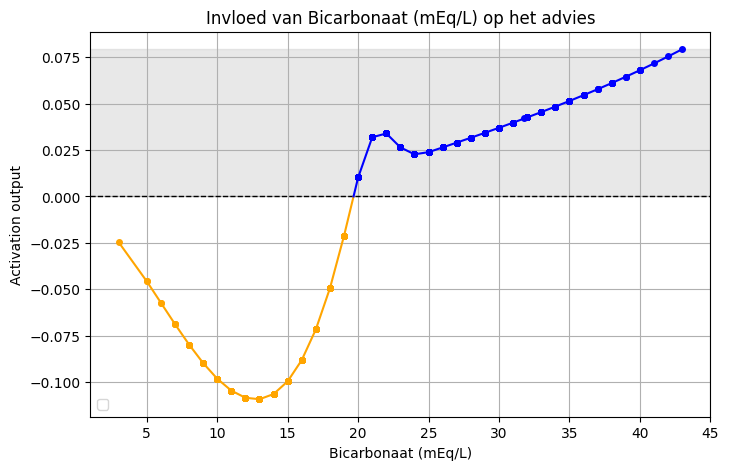 Invloed van Bicarbonaat (mEq/L) op het advies
Activation output
0.075
0.050
0.025
0.000
−0.025
−0.050
−0.075
−0.100
5 10 15 20 25 30 35 40 45
Bicarbonaat (mEq/L)